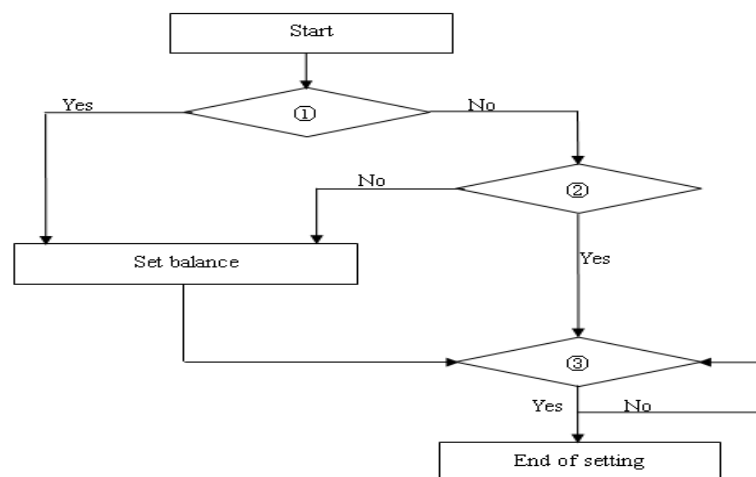 Start
Yes
①
No
No
②
Set balance
Yes
③
Yes
No
End of setting